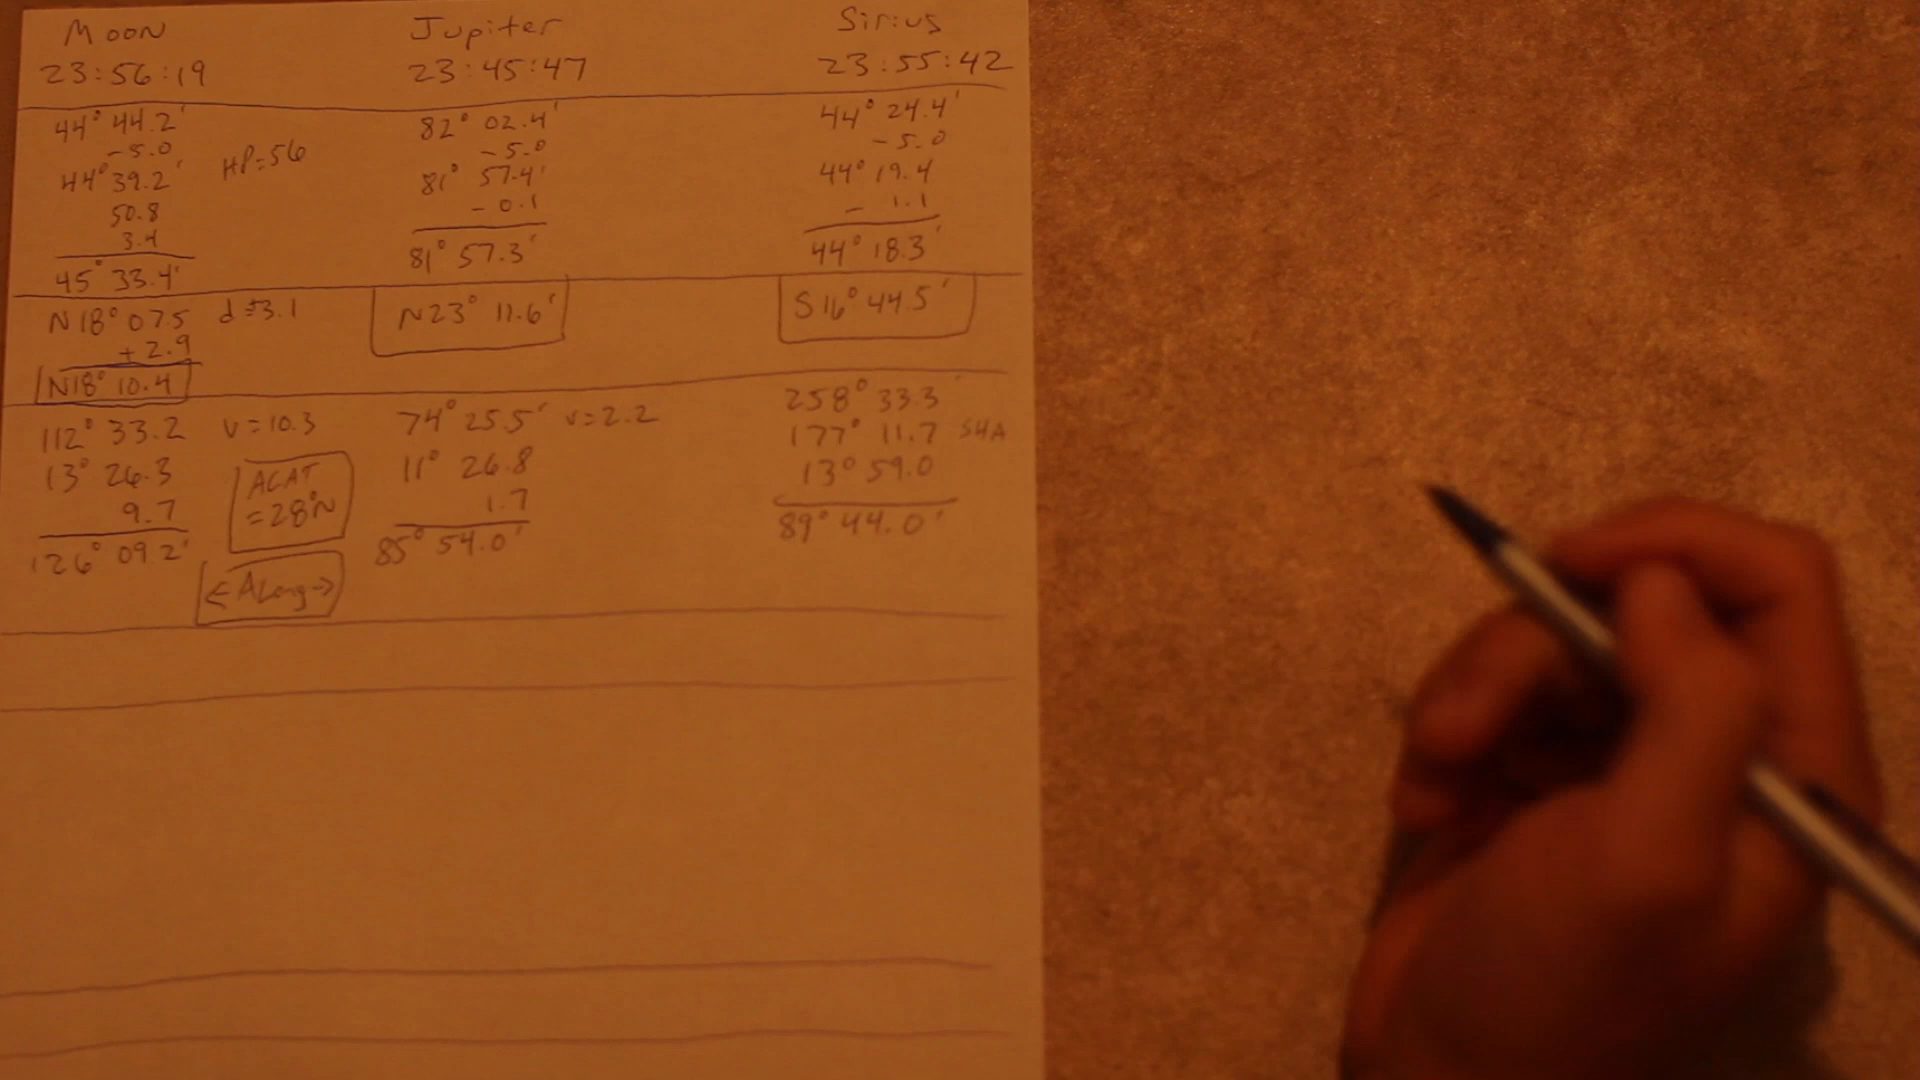 Moon Jupiter Sirius
23:56:19 23:45:47 23:55:42
44° 44.2' 82° 02.4' 44° 24.4'
-5.0 -5.0 -5.0
44° 39.2' HP=56 81° 57.4' 44° 19.4
50.8 -0.1 -1.1
3.4
45° 33.4' 81° 57.3' 44° 18.3'
N18° 07.5 d 3.1 N23° 11.6' S16° 44.5'
+2.9
N18° 10.4
112° 33.2 v=10.3 74° 25.5' v=2.2 258° 33.3
13° 26.3 11° 26.8 177° 11.7 SHA
9.7 1.7 13° 59.0
126° 09.2' 85° 54.0' 89° 44.0'
ALAT
=28°N
<ALong→